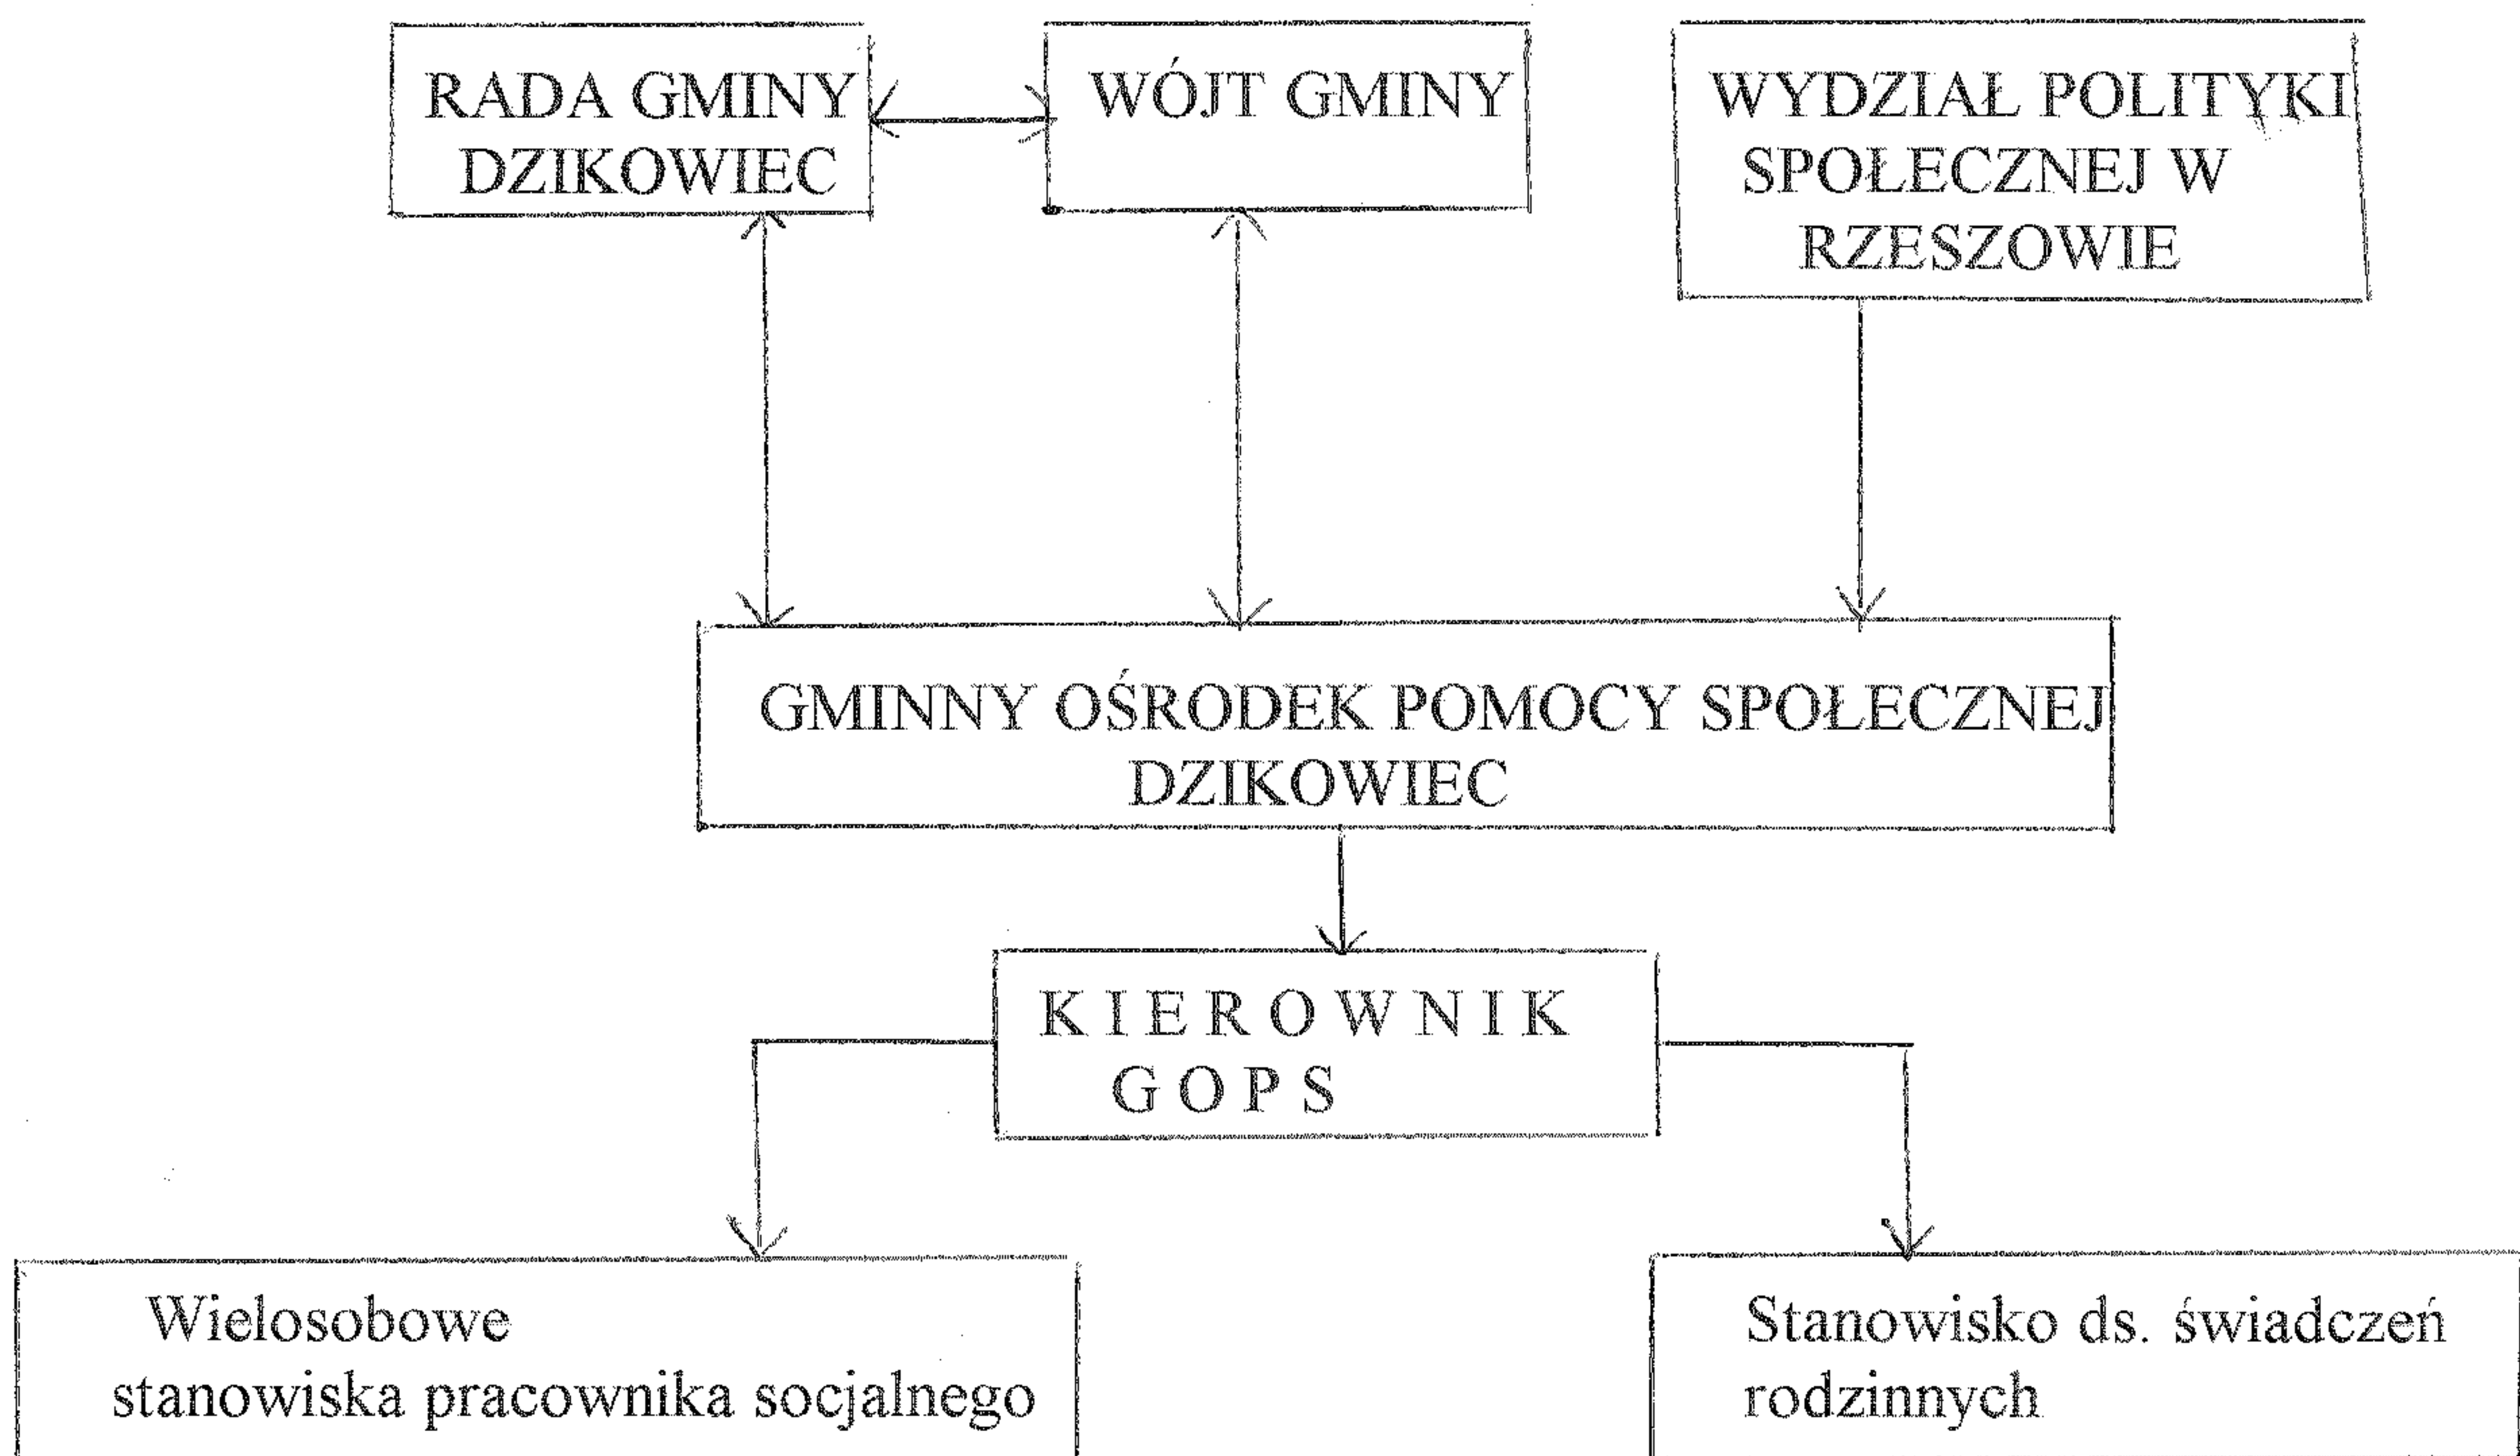 RADA GMINY
DZIKOWIEC
WÓJT GMINY
WYDZIAŁ POLITYKI
SPOŁECZNEJ W
RZESZOWIE
GMINNY OŚRODEK POMOCY SPOŁECZNEJ
DZIKOWIEC
K I E R O W N I K
G O P S
Wielosobowe
stanowiska pracownika socjalnego
Stanowisko ds. świadczeń
rodzinnych